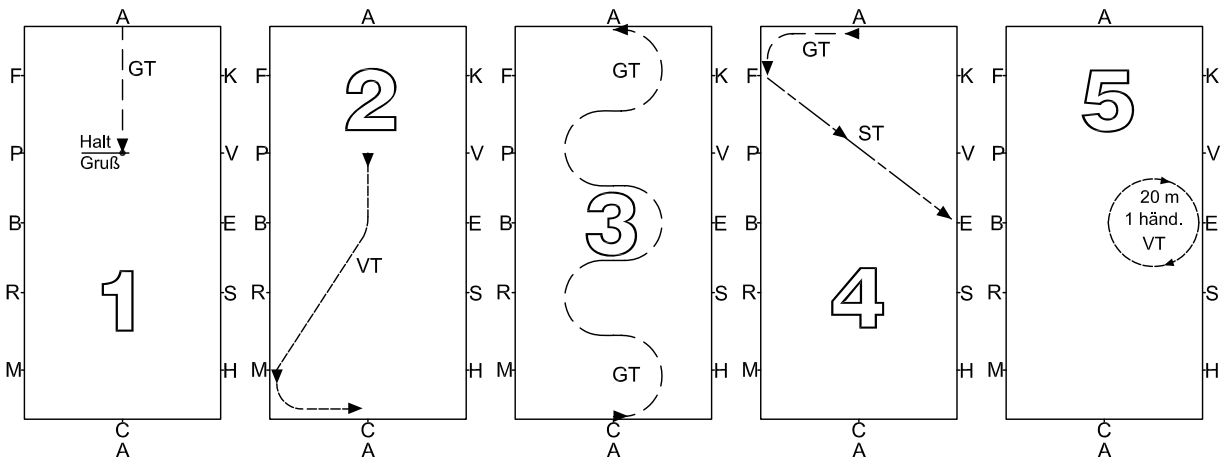 A A A A A
GT
F K
Halt
Gruß
P V
B E
1
R S
M H
C
A
2
F K
P V
B E
VT
R S
M H
C
A
GT
F K
P V
B E
3
R S
GT
M H
C
A
GT
F K
ST
P V
B E
4
R S
M H
C
A
5
F K
P V
20 m
1 händ.
VT
B E
R S
M H
C
A